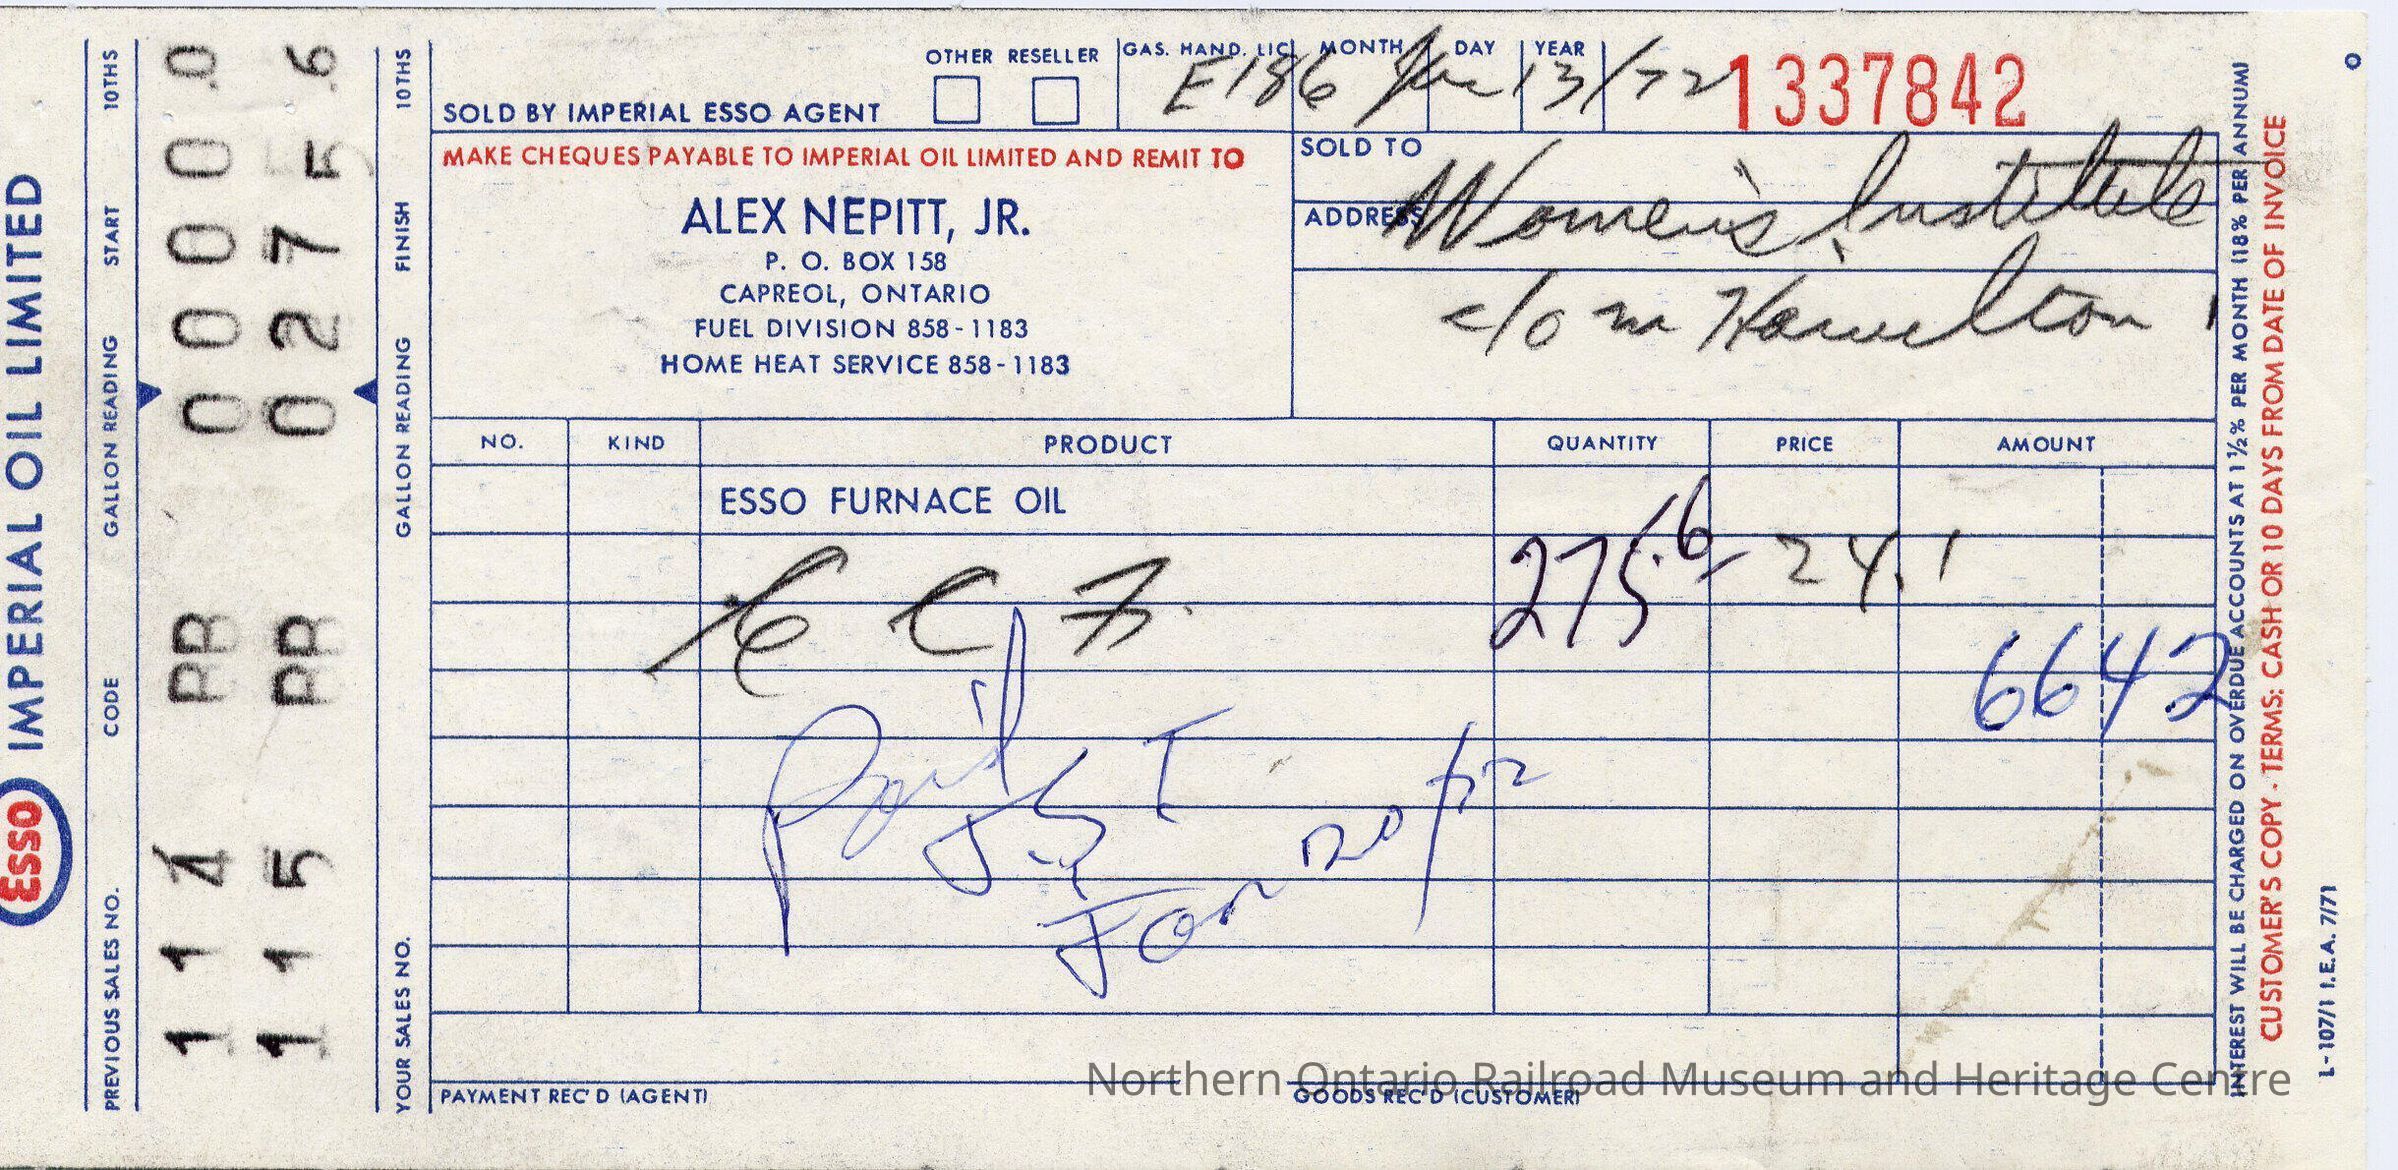 IMPERIAL OIL LIMITED
ESSO
10THS
START
GALLON READING
CODE
PREVIOUS SALES NO.
0000.0
PB
114
0275.6
PB
115
10THS
FINISH
GALLON READING
YOUR SALES NO.
OTHER RESELLER
SOLD BY IMPERIAL ESSO AGENT
GAS. HAND. LIC. MONTH DAY YEAR
E186 13/72
1337842
MAKE CHEQUES PAYABLE TO IMPERIAL OIL LIMITED AND REMIT TO
ALEX NEPITT, JR.
P. O. BOX 158
CAPREOL, ONTARIO
FUEL DIVISION 858-1183
HOME HEAT SERVICE 858-1183
SOLD TO
ADDRESS
Women's Institute
c/o m Hamilton
NO. KIND PRODUCT QUANTITY PRICE AMOUNT
ESSO FURNACE OIL
275.6 24.1
6642
Paid
Jan 20/72
PAYMENT REC'D (AGENT)
GOODS REC'D (CUSTOMER)
INTEREST WILL BE CHARGED ON OVERDUE ACCOUNTS AT 1½% PER MONTH (18% PER ANNUM)
CUSTOMER'S COPY - TERMS: CASH OR 10 DAYS FROM DATE OF INVOICE
L-107/1 I.E.A. 7/71
Northern Ontario Railroad Museum and Heritage Centre